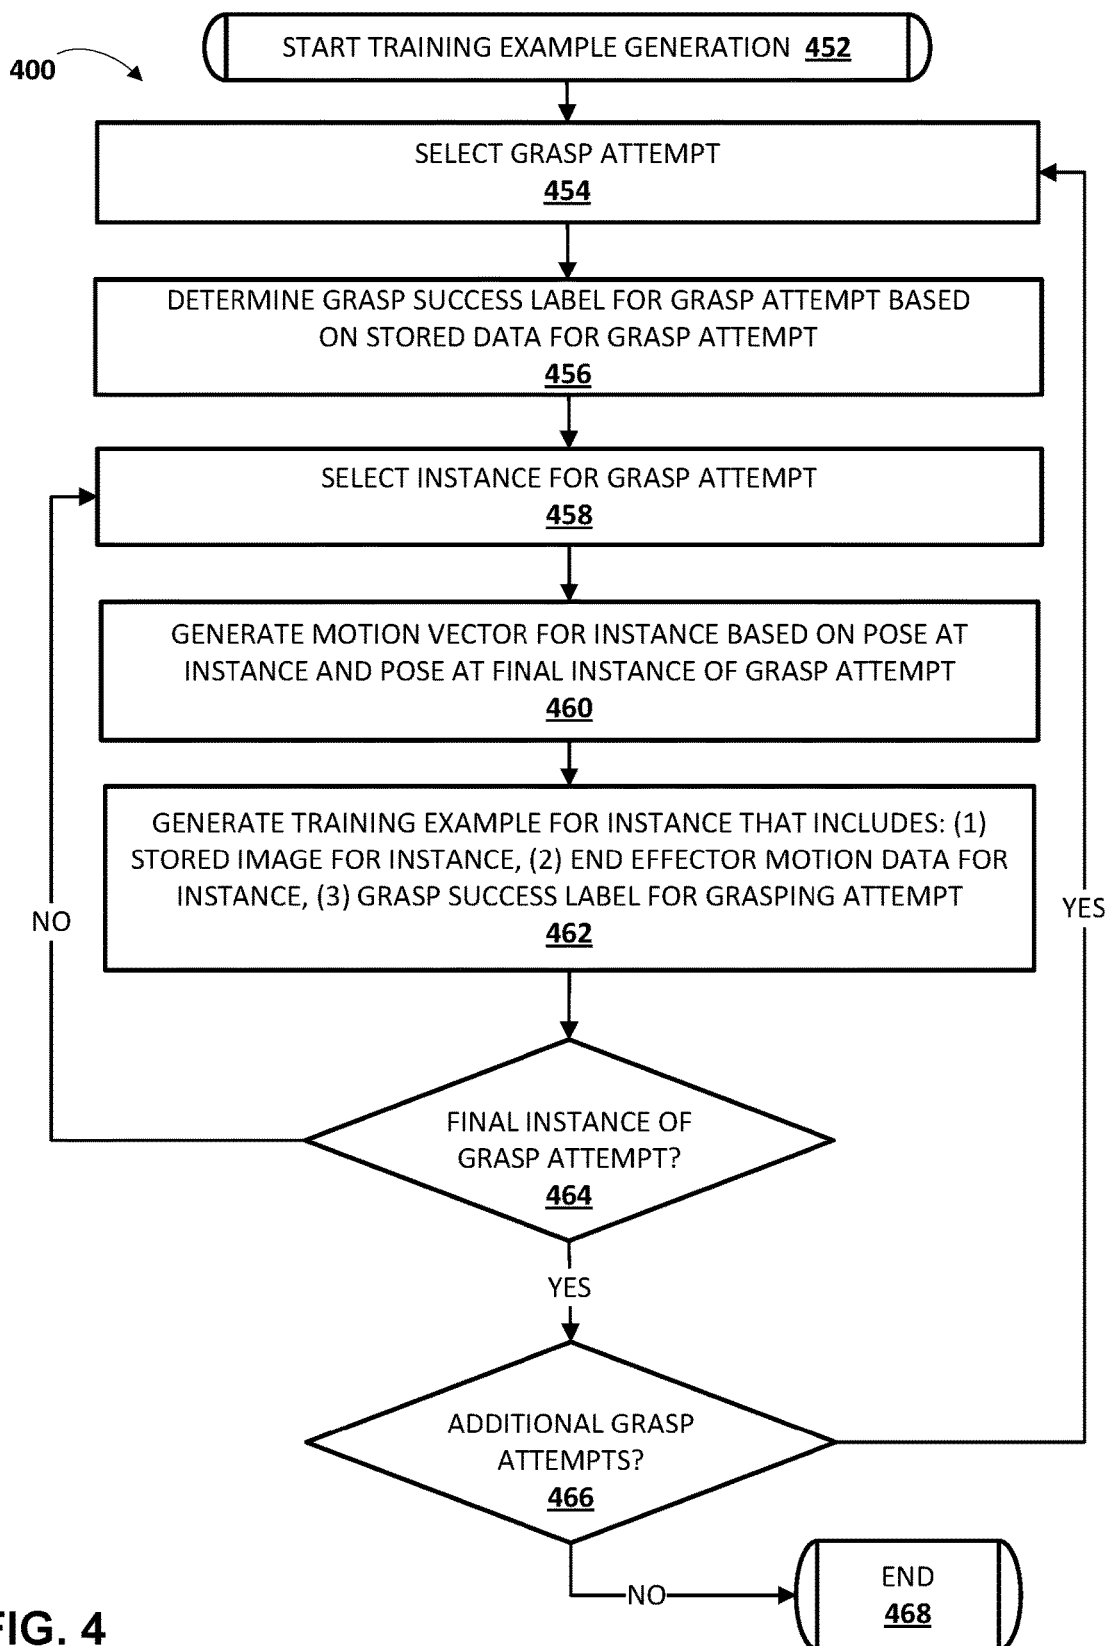 START TRAINING EXAMPLE GENERATION 452
400
SELECT GRASP ATTEMPT
454
DETERMINE GRASP SUCCESS LABEL FOR GRASP ATTEMPT BASED
ON STORED DATA FOR GRASP ATTEMPT
456
SELECT INSTANCE FOR GRASP ATTEMPT
458
GENERATE MOTION VECTOR FOR INSTANCE BASED ON POSE AT
INSTANCE AND POSE AT FINAL INSTANCE OF GRASP ATTEMPT
460
GENERATE TRAINING EXAMPLE FOR INSTANCE THAT INCLUDES: (1)
STORED IMAGE FOR INSTANCE, (2) END EFFECTOR MOTION DATA FOR
INSTANCE, (3) GRASP SUCCESS LABEL FOR GRASPING ATTEMPT
462
NO
YES
FINAL INSTANCE OF
GRASP ATTEMPT?
464
YES
ADDITIONAL GRASP
ATTEMPTS?
466
NO
END
468
FIG. 4